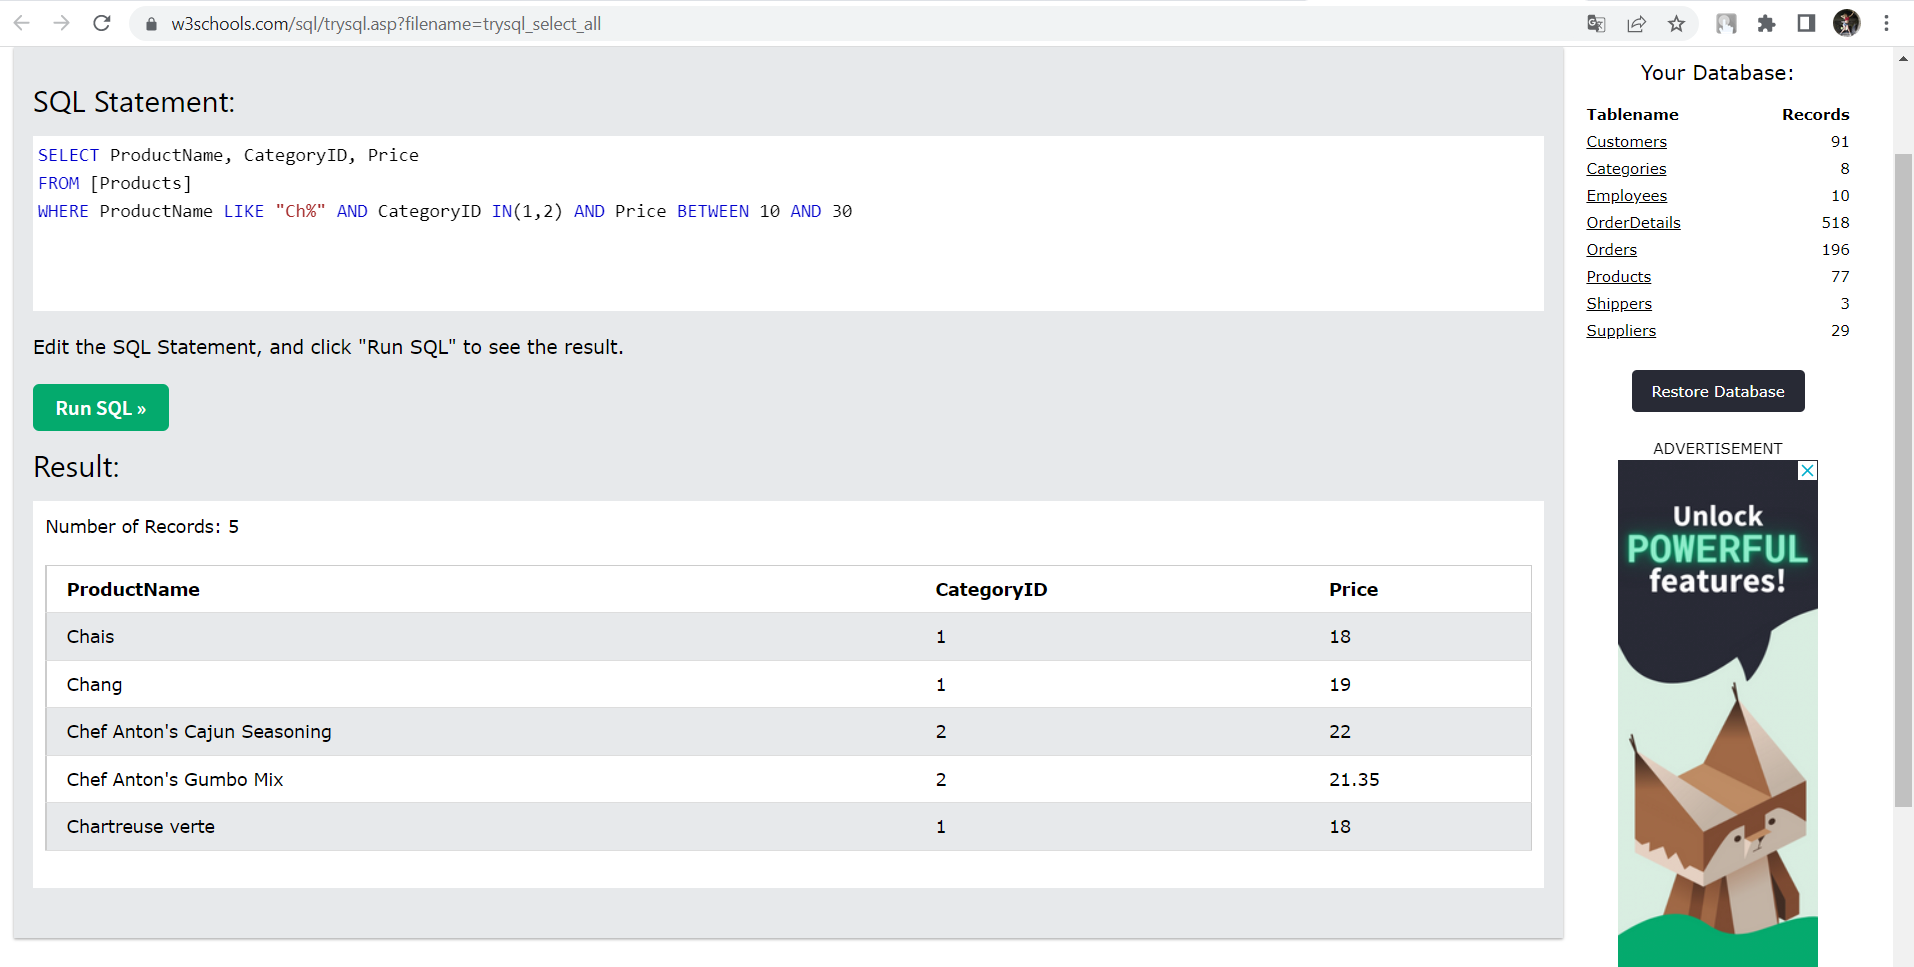 w3schools.com/sql/trysql.asp?filename=trysql_select_all
SQL Statement:
SELECT ProductName, CategoryID, Price
FROM [Products]
WHERE ProductName LIKE "Ch%" AND CategoryID IN(1,2) AND Price BETWEEN 10 AND 30
Edit the SQL Statement, and click "Run SQL" to see the result.
Run SQL »
Result:
Number of Records: 5
ProductName CategoryID Price
Chais 1 18
Chang 1 19
Chef Anton's Cajun Seasoning 2 22
Chef Anton's Gumbo Mix 2 21.35
Chartreuse verte 1 18
Your Database:
Tablename Records
Customers 91
Categories 8
Employees 10
OrderDetails 518
Orders 196
Products 77
Shippers 3
Suppliers 29
Restore Database
ADVERTISEMENT
Unlock
POWERFUL
features!